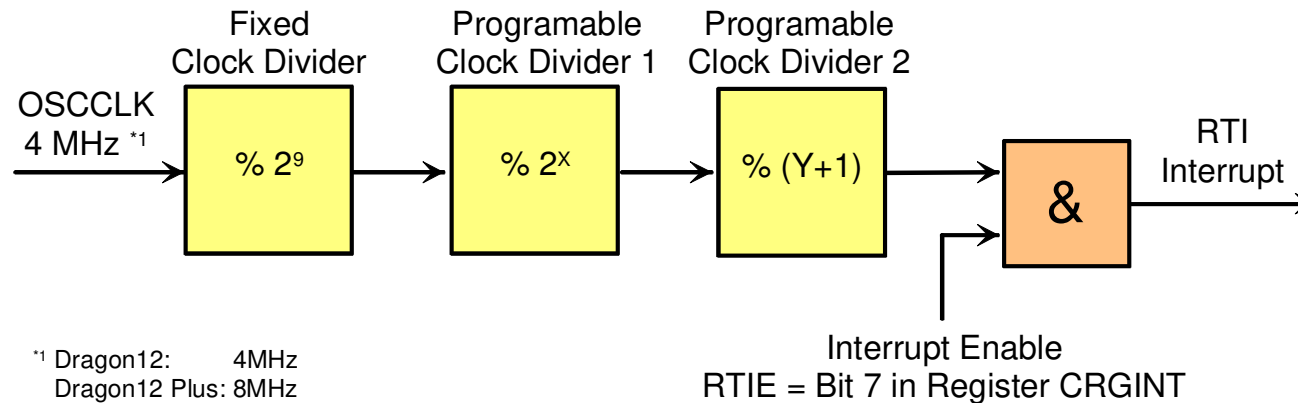 Fixed
Clock Divider
Programable
Clock Divider 1
Programable
Clock Divider 2
OSCCLK
4 MHz *1
% 2⁹
% 2ˣ
% (Y+1)
&
RTI
Interrupt
Interrupt Enable
RTIE = Bit 7 in Register CRGINT
*1 Dragon12: 4MHz
Dragon12 Plus: 8MHz